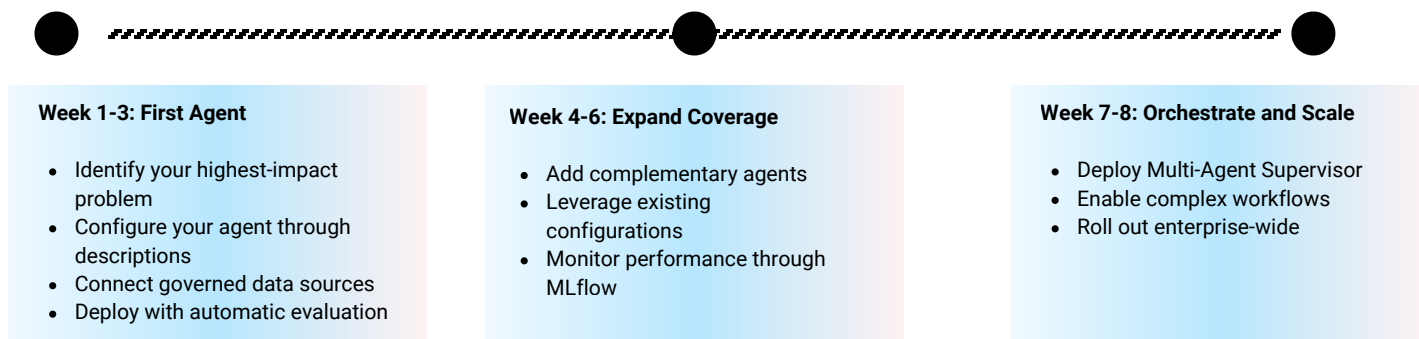 Week 1-3: First Agent
• Identify your highest-impact
problem
• Configure your agent through
descriptions
• Connect governed data sources
• Deploy with automatic evaluation
Week 4-6: Expand Coverage
• Add complementary agents
• Leverage existing
configurations
• Monitor performance through
MLflow
Week 7-8: Orchestrate and Scale
• Deploy Multi-Agent Supervisor
• Enable complex workflows
• Roll out enterprise-wide